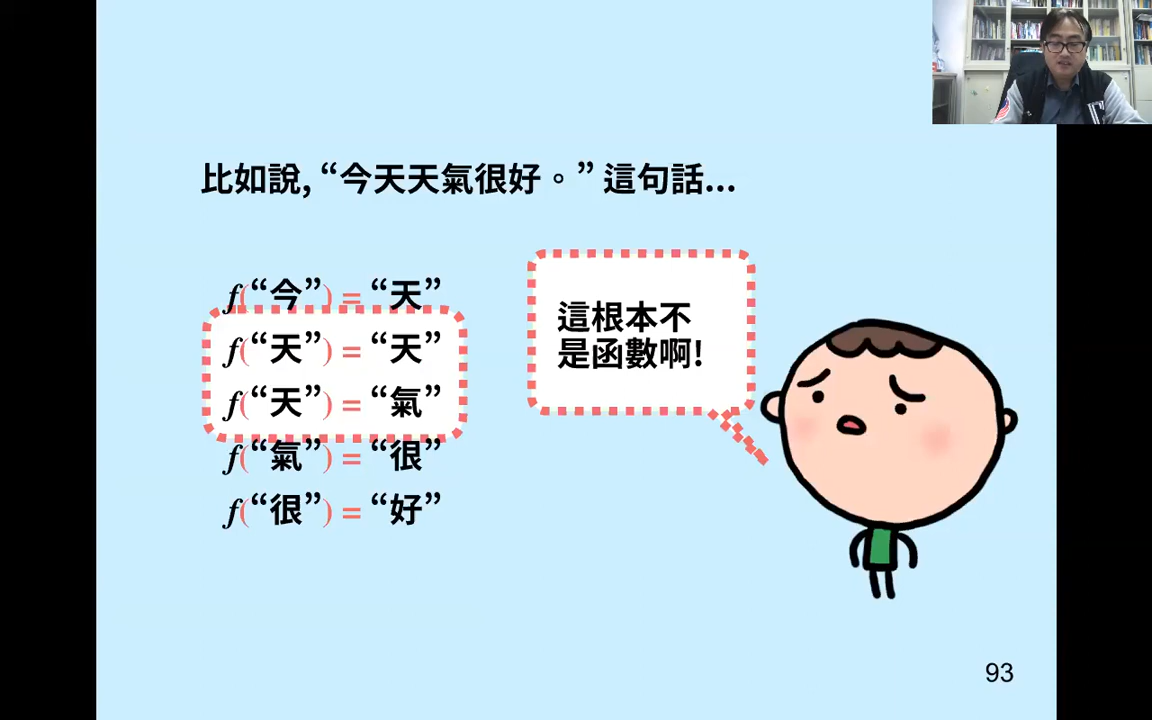 比如說, “今天天氣很好。” 這句話...
f(“今”) = “天”
f(“天”) = “天”
f(“天”) = “氣”
f(“氣”) = “很”
f(“很”) = “好”
這根本不
是函數啊!
93